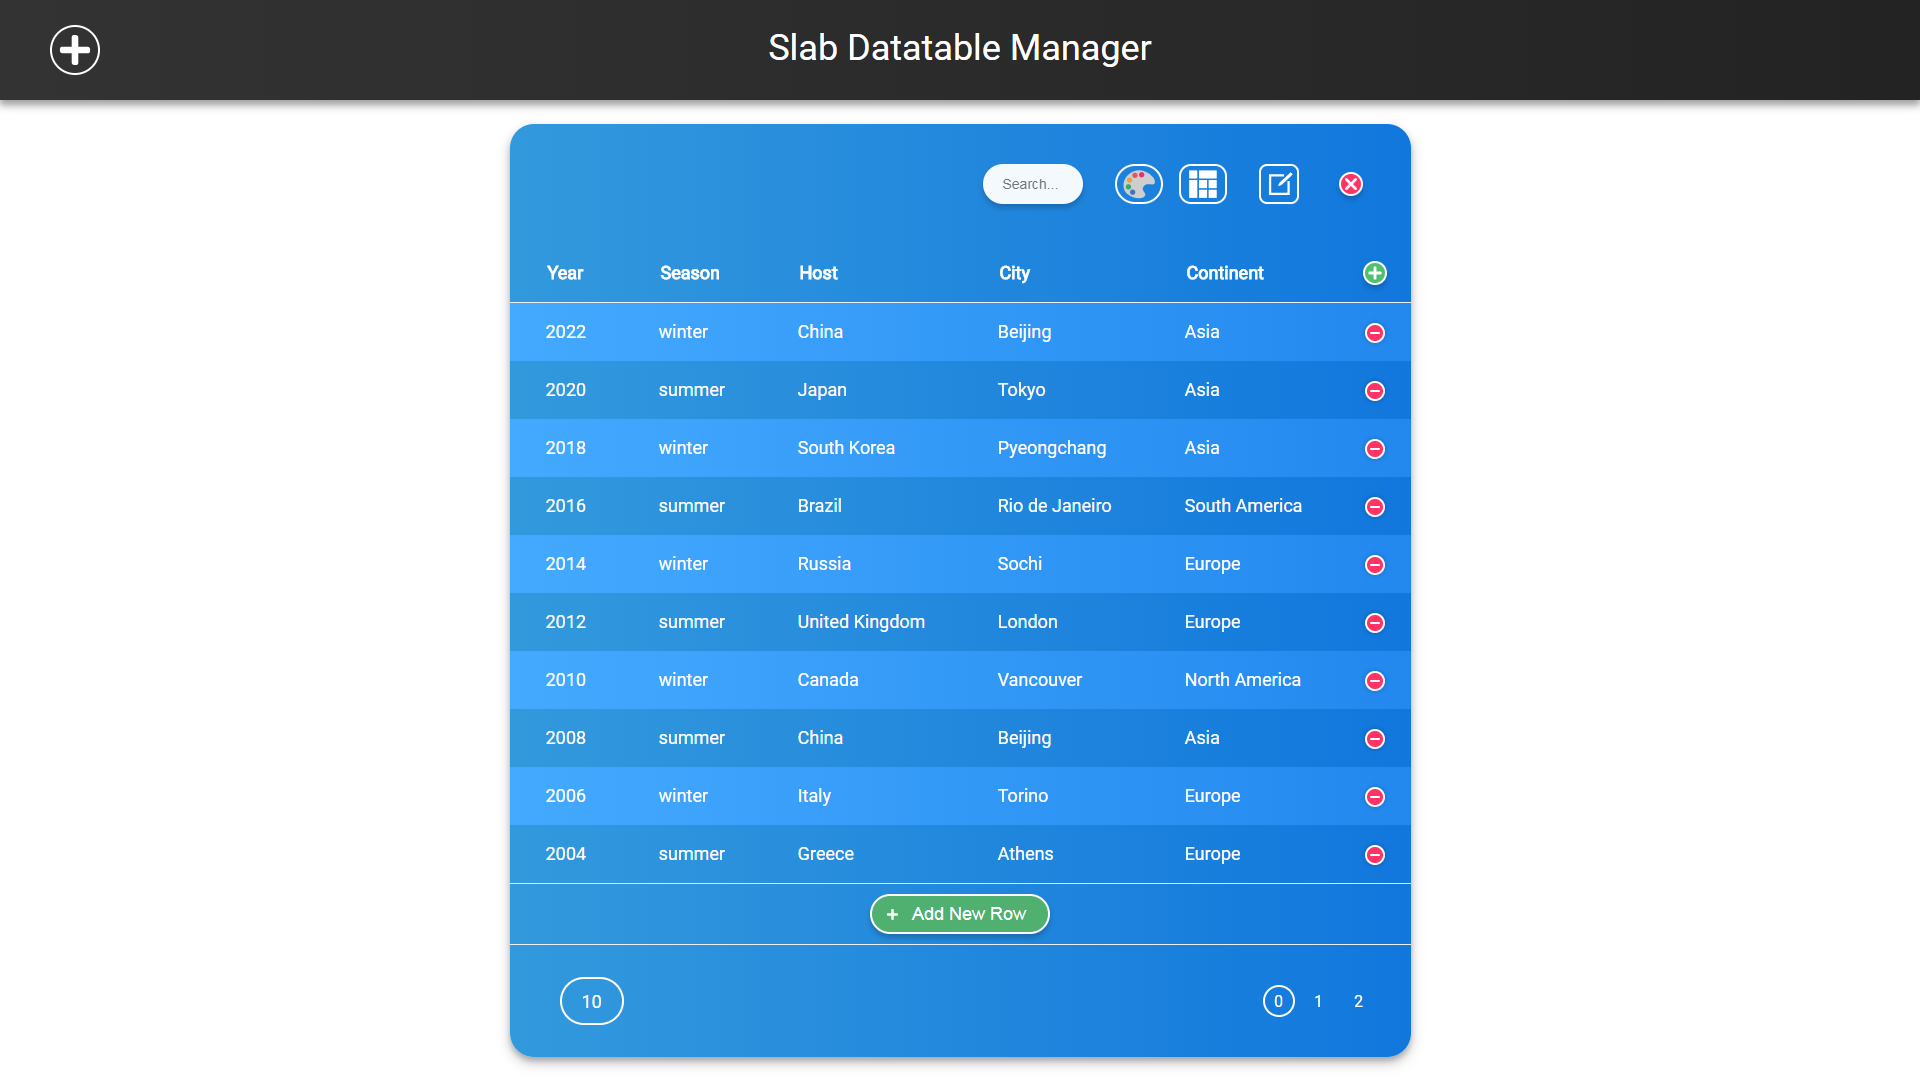 Slab Datatable Manager
Search...
Year Season Host City Continent
2022 winter China Beijing Asia
2020 summer Japan Tokyo Asia
2018 winter South Korea Pyeongchang Asia
2016 summer Brazil Rio de Janeiro South America
2014 winter Russia Sochi Europe
2012 summer United Kingdom London Europe
2010 winter Canada Vancouver North America
2008 summer China Beijing Asia
2006 winter Italy Torino Europe
2004 summer Greece Athens Europe
+ Add New Row
10 0 1 2